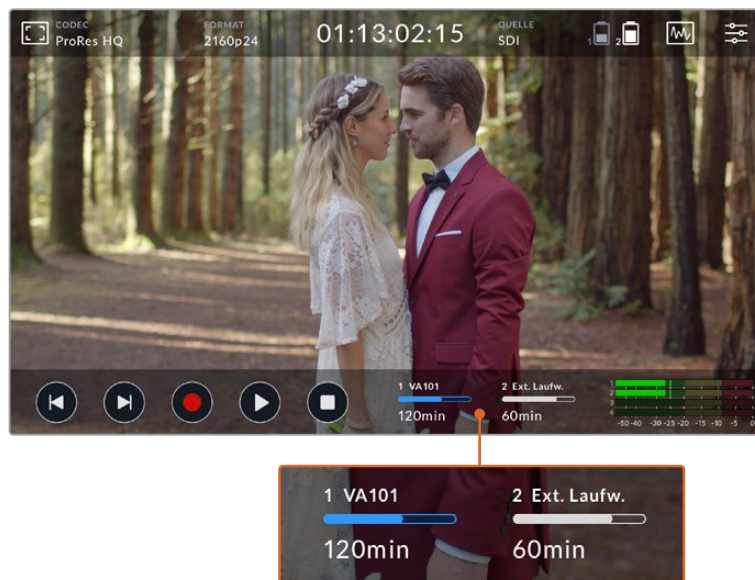 CODEC
ProRes HQ
FORMAT
2160p24
01:13:02:15
QUELLE
SDI
1
2
1 VA101
120min
2 Ext. Laufw.
60min
1
2
3
4
-50 -40 -30 -25 -20 -15 -10 -5 0
1 VA101
120min
2 Ext. Laufw.
60min